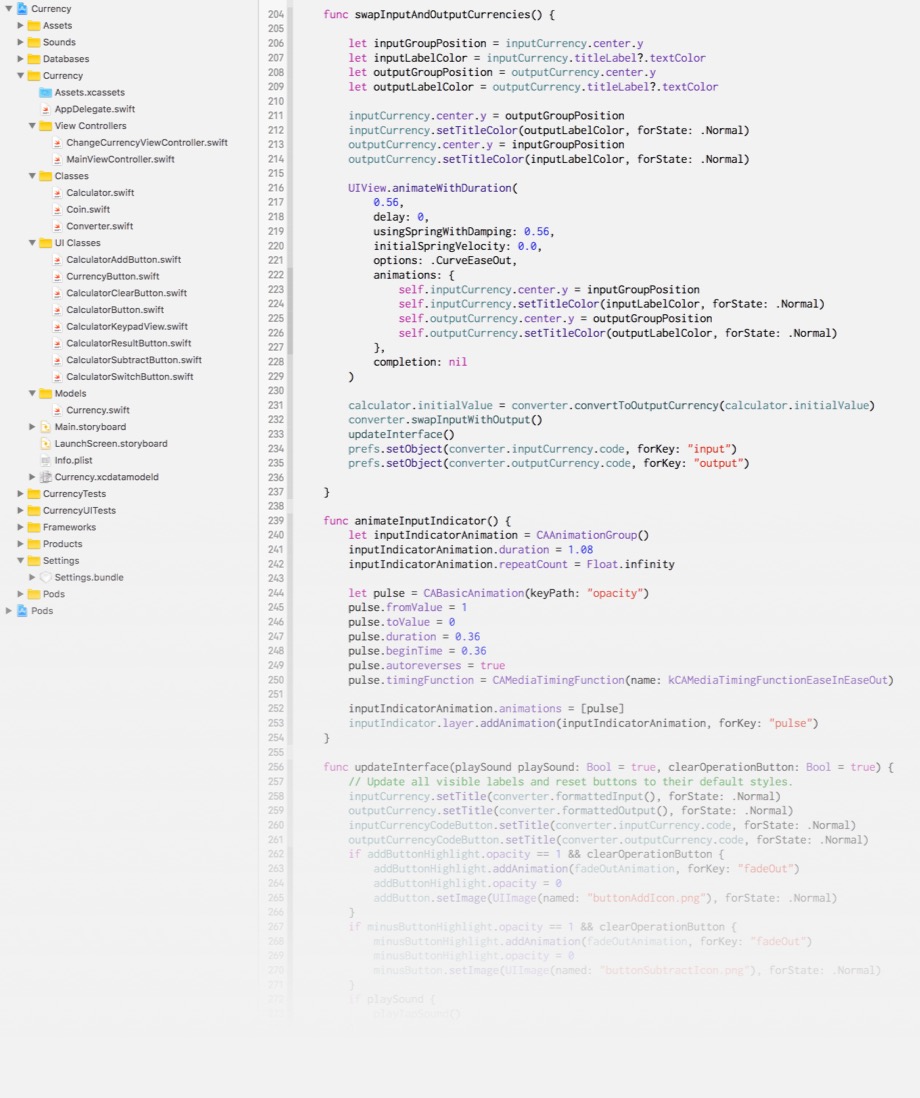 Currency
Assets
Sounds
Databases
Currency
Assets.xcassets
AppDelegate.swift
View Controllers
ChangeCurrencyViewController.swift
MainViewController.swift
Classes
Calculator.swift
Coin.swift
Converter.swift
UI Classes
CalculatorAddButton.swift
CurrencyButton.swift
CalculatorClearButton.swift
CalculatorButton.swift
CalculatorKeypadView.swift
CalculatorResultButton.swift
CalculatorSubtractButton.swift
CalculatorSwitchButton.swift
Models
Currency.swift
Main.storyboard
LaunchScreen.storyboard
Info.plist
Currency.xcdatamodeld
CurrencyTests
CurrencyUITests
Frameworks
Products
Settings
Settings.bundle
Pods
Pods
204 func swapInputAndOutputCurrencies() {
205
206 let inputGroupPosition = inputCurrency.center.y
207 let inputLabelColor = inputCurrency.titleLabel?.textColor
208 let outputGroupPosition = outputCurrency.center.y
209 let outputLabelColor = outputCurrency.titleLabel?.textColor
210
211 inputCurrency.center.y = outputGroupPosition
212 inputCurrency.setTitleColor(outputLabelColor, forState: .Normal)
213 outputCurrency.center.y = inputGroupPosition
214 outputCurrency.setTitleColor(inputLabelColor, forState: .Normal)
215
216 UIView.animateWithDuration(
217 0.56,
218 delay: 0,
219 usingSpringWithDamping: 0.56,
220 initialSpringVelocity: 0.0,
221 options: .CurveEaseOut,
222 animations: {
223 self.inputCurrency.center.y = inputGroupPosition
224 self.inputCurrency.setTitleColor(inputLabelColor, forState: .Normal)
225 self.outputCurrency.center.y = outputGroupPosition
226 self.outputCurrency.setTitleColor(outputLabelColor, forState: .Normal)
227 },
228 completion: nil
229 )
230
231 calculator.initialValue = converter.convertToOutputCurrency(calculator.initialValue)
232 converter.swapInputWithOutput()
233 updateInterface()
234 prefs.setObject(converter.inputCurrency.code, forKey: "input")
235 prefs.setObject(converter.outputCurrency.code, forKey: "output")
236
237 }
238
239 func animateInputIndicator() {
240 let inputIndicatorAnimation = CAAnimationGroup()
241 inputIndicatorAnimation.duration = 1.08
242 inputIndicatorAnimation.repeatCount = Float.infinity
243
244 let pulse = CABasicAnimation(keyPath: "opacity")
245 pulse.fromValue = 1
246 pulse.toValue = 0
247 pulse.duration = 0.36
248 pulse.beginTime = 0.36
249 pulse.autoreverses = true
250 pulse.timingFunction = CAMediaTimingFunction(name: kCAMediaTimingFunctionEaseInEaseOut)
251
252 inputIndicatorAnimation.animations = [pulse]
253 inputIndicator.layer.addAnimation(inputIndicatorAnimation, forKey: "pulse")
254 }
255
256 func updateInterface(playSound playSound: Bool = true, clearOperationButton: Bool = true) {
257 // Update all visible labels and reset buttons to their default styles.
258 inputCurrency.setTitle(converter.formattedInput(), forState: .Normal)
259 outputCurrency.setTitle(converter.formattedOutput(), forState: .Normal)
260 inputCurrencyCodeButton.setTitle(converter.inputCurrency.code, forState: .Normal)
261 outputCurrencyCodeButton.setTitle(converter.outputCurrency.code, forState: .Normal)
262 if addButtonHighlight.opacity == 1 && clearOperationButton {
263 addButtonHighlight.addAnimation(fadeOutAnimation, forKey: "fadeOut")
264 addButtonHighlight.opacity = 0
265 addButton.setImage(UIImage(named: "buttonAddIcon.png"), forState: .Normal)
266 }
267 if minusButtonHighlight.opacity == 1 && clearOperationButton {
268 minusButtonHighlight.addAnimation(fadeOutAnimation, forKey: "fadeOut")
269 minusButtonHighlight.opacity = 0
270 minusButton.setImage(UIImage(named: "buttonSubtractIcon.png"), forState: .Normal)
271 }
272 if playSound {